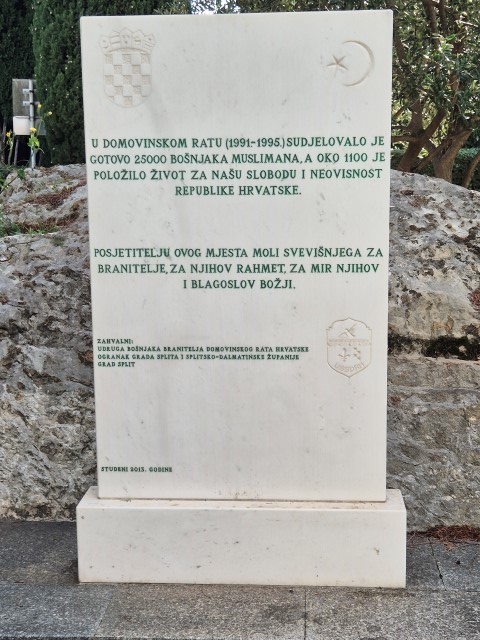 U DOMOVINSKOM RATU (1991-1995.) SUDJELOVALO JE
GOTOVO 25000 BOŠNJAKA MUSLIMANA, A OKO 1100 JE
POLOŽILO ŽIVOT ZA NAŠU SLOBODU I NEOVISNOST
REPUBLIKE HRVATSKE.
POSJETITELJU OVOG MJESTA MOLI SVEVIŠNJEGA ZA
BRANITELJE, ZA NJIHOV RAHMET, ZA MIR NJIHOV
I BLAGOSLOV BOŽJI.
ZAHVALNI:
UDRUGA BOŠNJAKA BRANITELJA DOMOVINSKOG RATA HRVATSKE
OGRANAK GRADA SPLITA I SPLITSKO-DALMATINSKE ŽUPANIJE
GRAD SPLIT
STUDENI 2015. GODINE